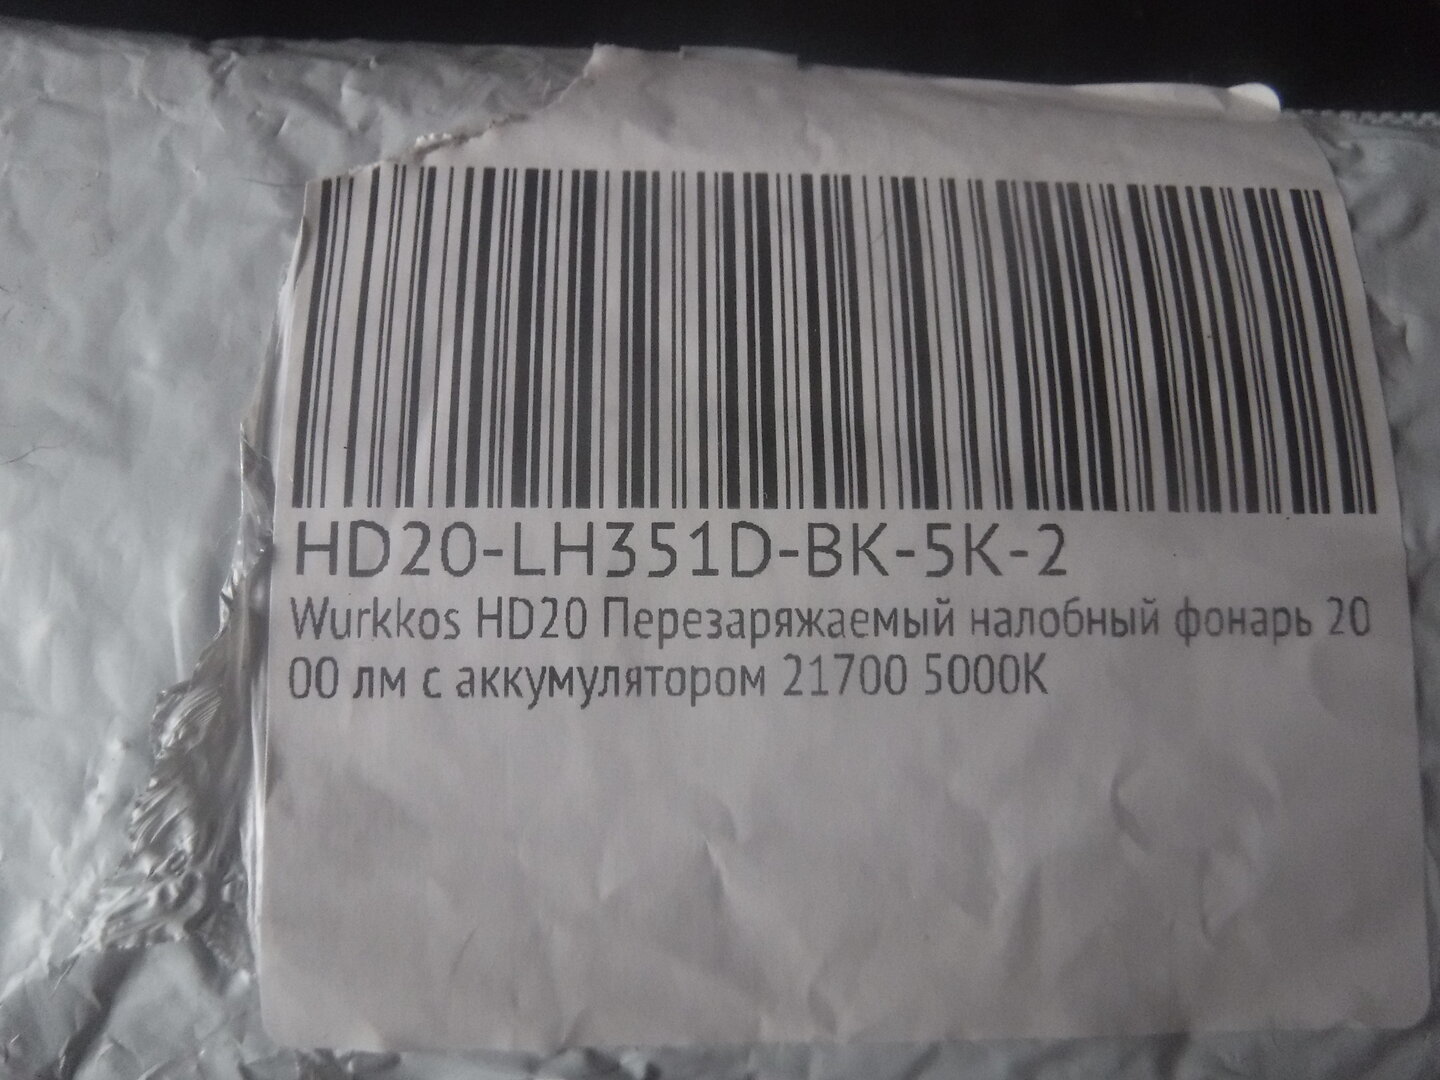 HD20-LH351D-BK-5K-2
Wurkkos HD20 Перезаряжаемый налобный фонарь 20
00 лм с аккумулятором 21700 5000K